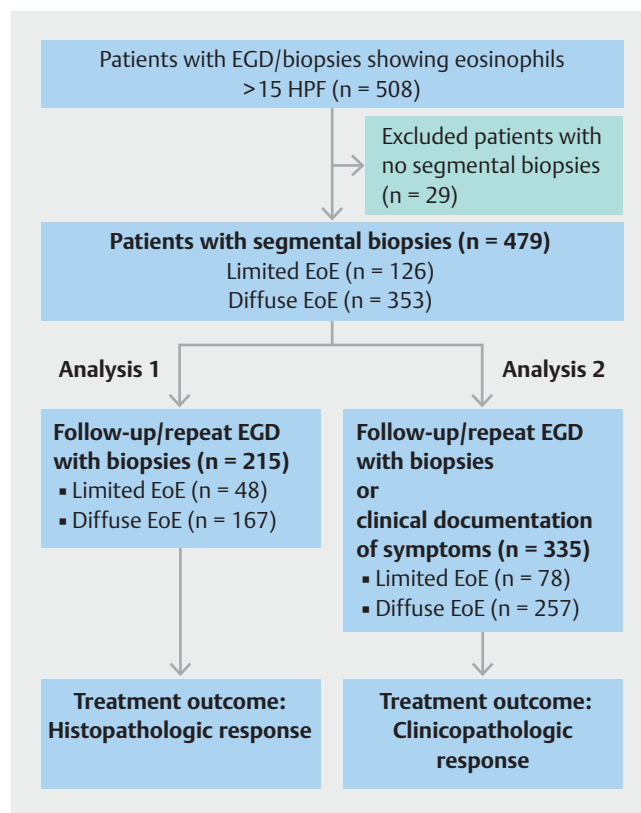 Patients with EGD/biopsies showing eosinophils
>15 HPF (n = 508)
Excluded patients with
no segmental biopsies
(n = 29)
Patients with segmental biopsies (n = 479)
Limited EoE (n = 126)
Diffuse EoE (n = 353)
Analysis 1
Analysis 2
Follow-up/repeat EGD
with biopsies (n = 215)
▪ Limited EoE (n = 48)
▪ Diffuse EoE (n = 167)
Follow-up/repeat EGD
with biopsies
or
clinical documentation
of symptoms (n = 335)
▪ Limited EoE (n = 78)
▪ Diffuse EoE (n = 257)
Treatment outcome:
Histopathologic response
Treatment outcome:
Clinicopathologic
response